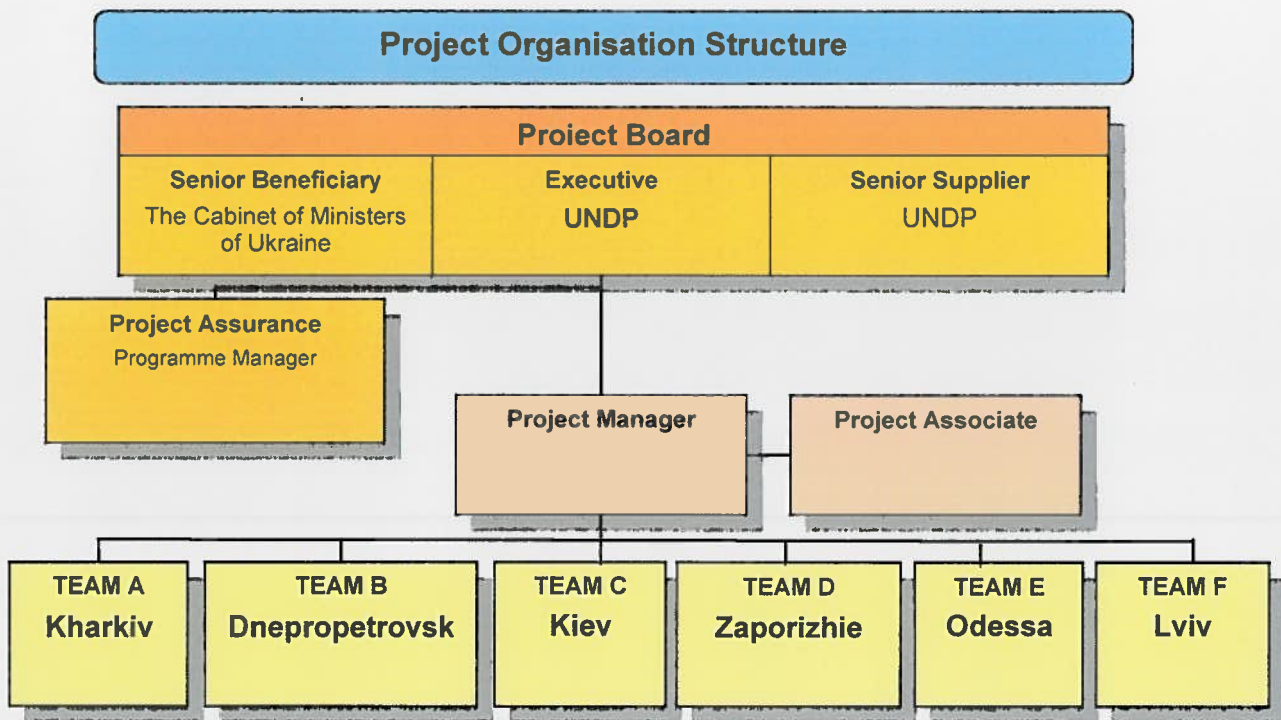 Project Organisation Structure
Project Board
Senior Beneficiary
The Cabinet of Ministers
of Ukraine
Executive
UNDP
Senior Supplier
UNDP
Project Assurance
Programme Manager
Project Manager
Project Associate
TEAM A
Kharkiv
TEAM B
Dnepropetrovsk
TEAM C
Kiev
TEAM D
Zaporizhie
TEAM E
Odessa
TEAM F
Lviv